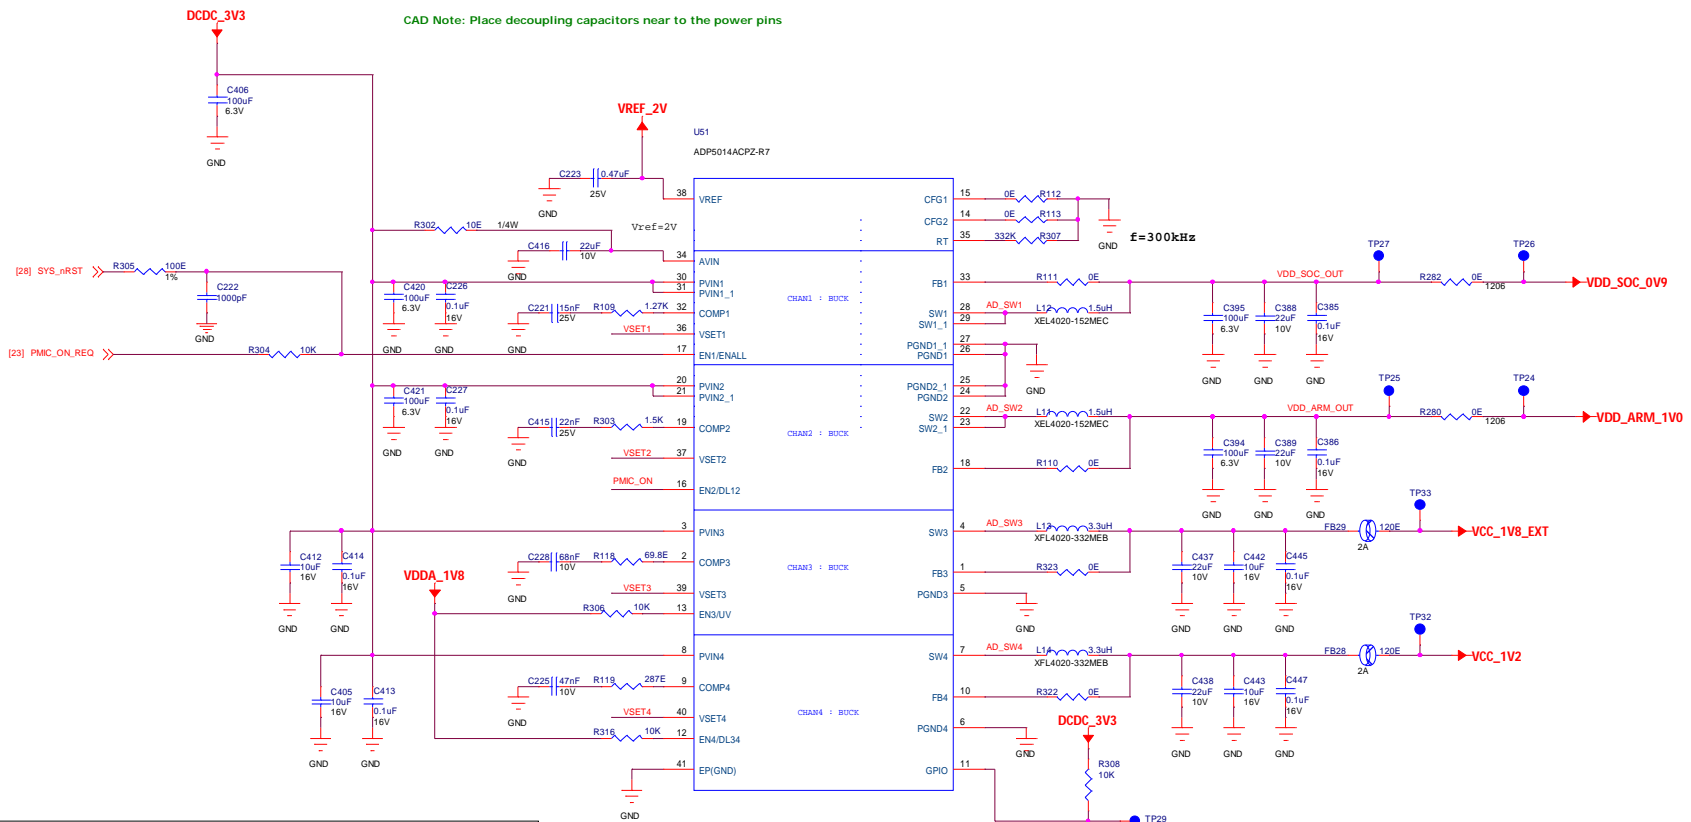 DCDC_3V3
CAD Note: Place decoupling capacitors near to the power pins
C406
100uF
6.3V
GND
VREF_2V
U51
ADP5014ACPZ-R7
C223 0.47uF
25V
GND
38 VREF
Vref=2V
R302 10E 1/4W
C416 22uF
10V
GND
34 AVIN
[28] SYS_nRST R305 100E
1%
C222
1000pF
GND
30 PVIN1
31 PVIN1_1
C420
100uF
6.3V
GND
C226
0.1uF
16V
GND
C221 15nF
25V
GND
R109 1.27K
32 COMP1
VSET1 36 VSET1
[23] PMIC_ON_REQ R304 10K
17 EN1/ENALL
CHAN1 : BUCK
CFG1 15 0E R112
CFG2 14 0E R113
RT 35 332K R307
GND
f=300kHz
FB1 33 R111 0E
SW1 28 AD_SW1 L12 1.5uH
SW1_1 29
XEL4020-152MEC
PGND1_1 27
PGND1 26
GND
VDD_SOC_OUT
TP27
R282 0E
1206
TP26
VDD_SOC_0V9
C395
100uF
6.3V
GND
C388
22uF
10V
GND
C385
0.1uF
16V
GND
20 PVIN2
21 PVIN2_1
C421
100uF
6.3V
GND
C227
0.1uF
16V
GND
C415 22nF
25V
GND
R303 1.5K
19 COMP2
VSET2 37 VSET2
PMIC_ON 16 EN2/DL12
CHAN2 : BUCK
PGND2_1 25
PGND2 24
SW2 22 AD_SW2 L11 1.5uH
SW2_1 23
XEL4020-152MEC
FB2 18 R110 0E
VDD_ARM_OUT
TP25
R280 0E
1206
TP24
VDD_ARM_1V0
C394
100uF
6.3V
GND
C389
22uF
10V
GND
C386
0.1uF
16V
GND
3 PVIN3
C412
10uF
16V
GND
C414
0.1uF
16V
GND
C228 68nF
10V
GND
R118 69.8E
2 COMP3
VSET3 39 VSET3
VDDA_1V8
R306 10K
13 EN3/UV
CHAN3 : BUCK
SW3 4 AD_SW3 L13 3.3uH
XFL4020-332MEB
FB3 1 R323 0E
PGND3 5
GND
C437
22uF
10V
GND
C442
10uF
16V
GND
C445
0.1uF
16V
GND
FB29 120E
2A
TP33
VCC_1V8_EXT
8 PVIN4
C405
10uF
16V
GND
C413
0.1uF
16V
GND
C225 47nF
10V
GND
R119 287E
9 COMP4
VSET4 40 VSET4
R316 10K
12 EN4/DL34
41 EP(GND)
GND
CHAN4 : BUCK
SW4 7 AD_SW4 L14 3.3uH
XFL4020-332MEB
FB4 10 R322 0E
PGND4 6
GND
C438
22uF
10V
GND
C443
10uF
16V
GND
C447
0.1uF
16V
GND
FB28 120E
2A
TP32
VCC_1V2
GPIO 11
DCDC_3V3
R308
10K
TP29